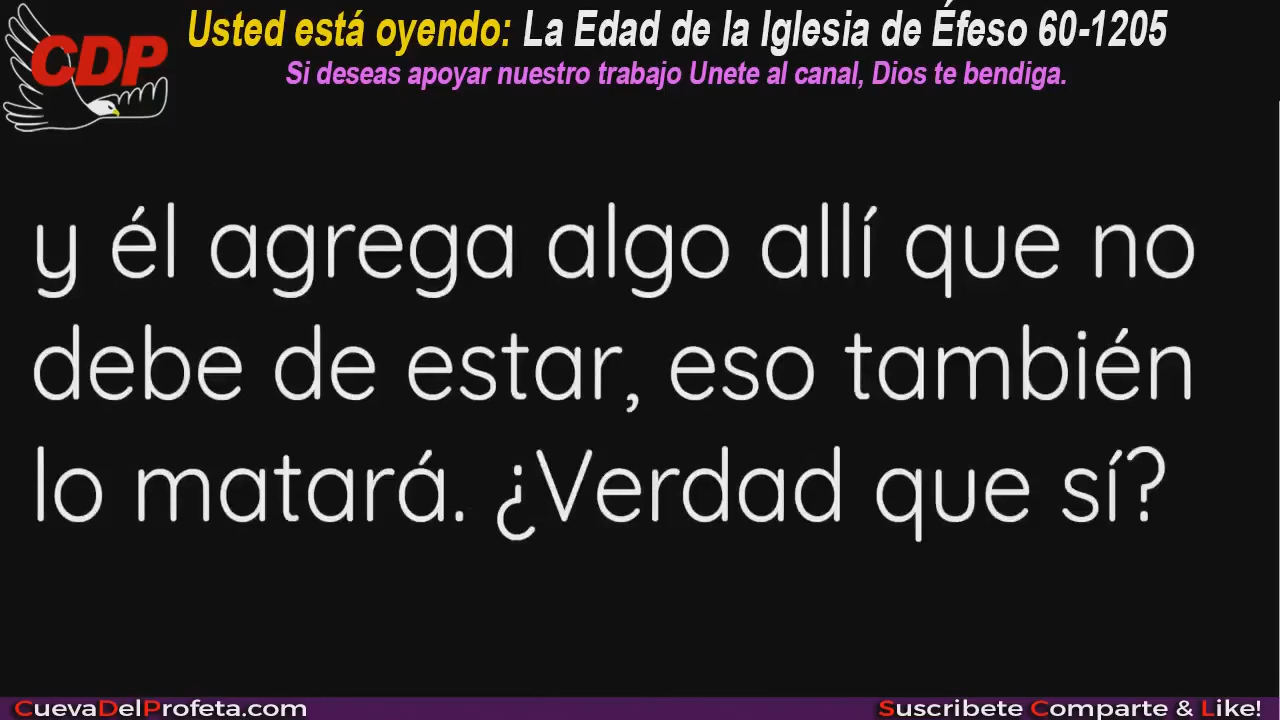 CDP
Usted está oyendo: La Edad de la Iglesia de Éfeso 60-1205
Si deseas apoyar nuestro trabajo Unete al canal, Dios te bendiga.
y él agrega algo allí que no
debe de estar, eso también
lo matará. ¿Verdad que sí?
CuevaDelProfeta.com
Suscribete Comparte & Like!